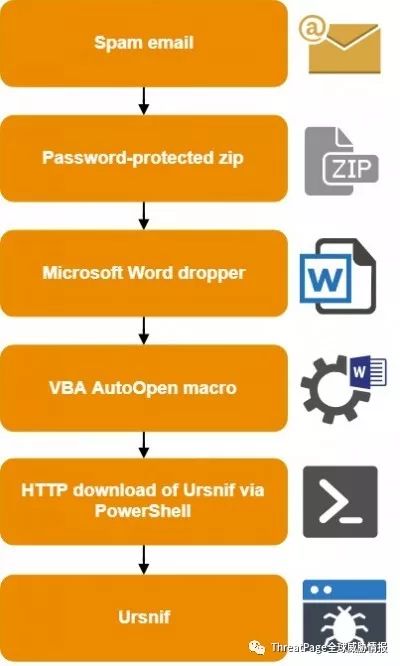 Spam email
@
Password-protected zip
ZIP
Microsoft Word dropper
W
VBA AutoOpen macro
W
HTTP download of Ursnif via
PowerShell
Ursnif
ThreatPage全球威胁情报